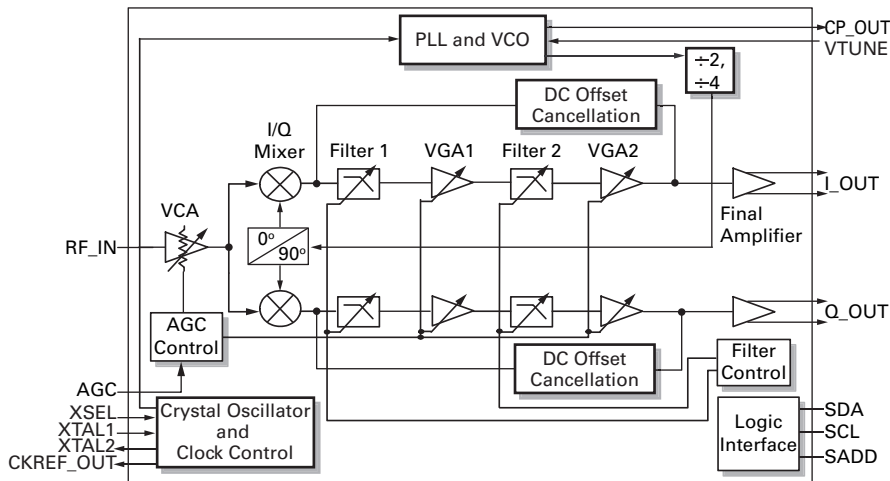 PLL and VCO
CP_OUT
VTUNE
÷2,
÷4
DC Offset
Cancellation
I/Q
Mixer
Filter 1
VGA1
Filter 2
VGA2
I_OUT
VCA
Final
Amplifier
RF_IN
0°
90°
AGC
Control
Q_OUT
DC Offset
Cancellation
Filter
Control
AGC
XSEL
XTAL1
XTAL2
CKREF_OUT
Crystal Oscillator
and
Clock Control
Logic
Interface
SDA
SCL
SADD